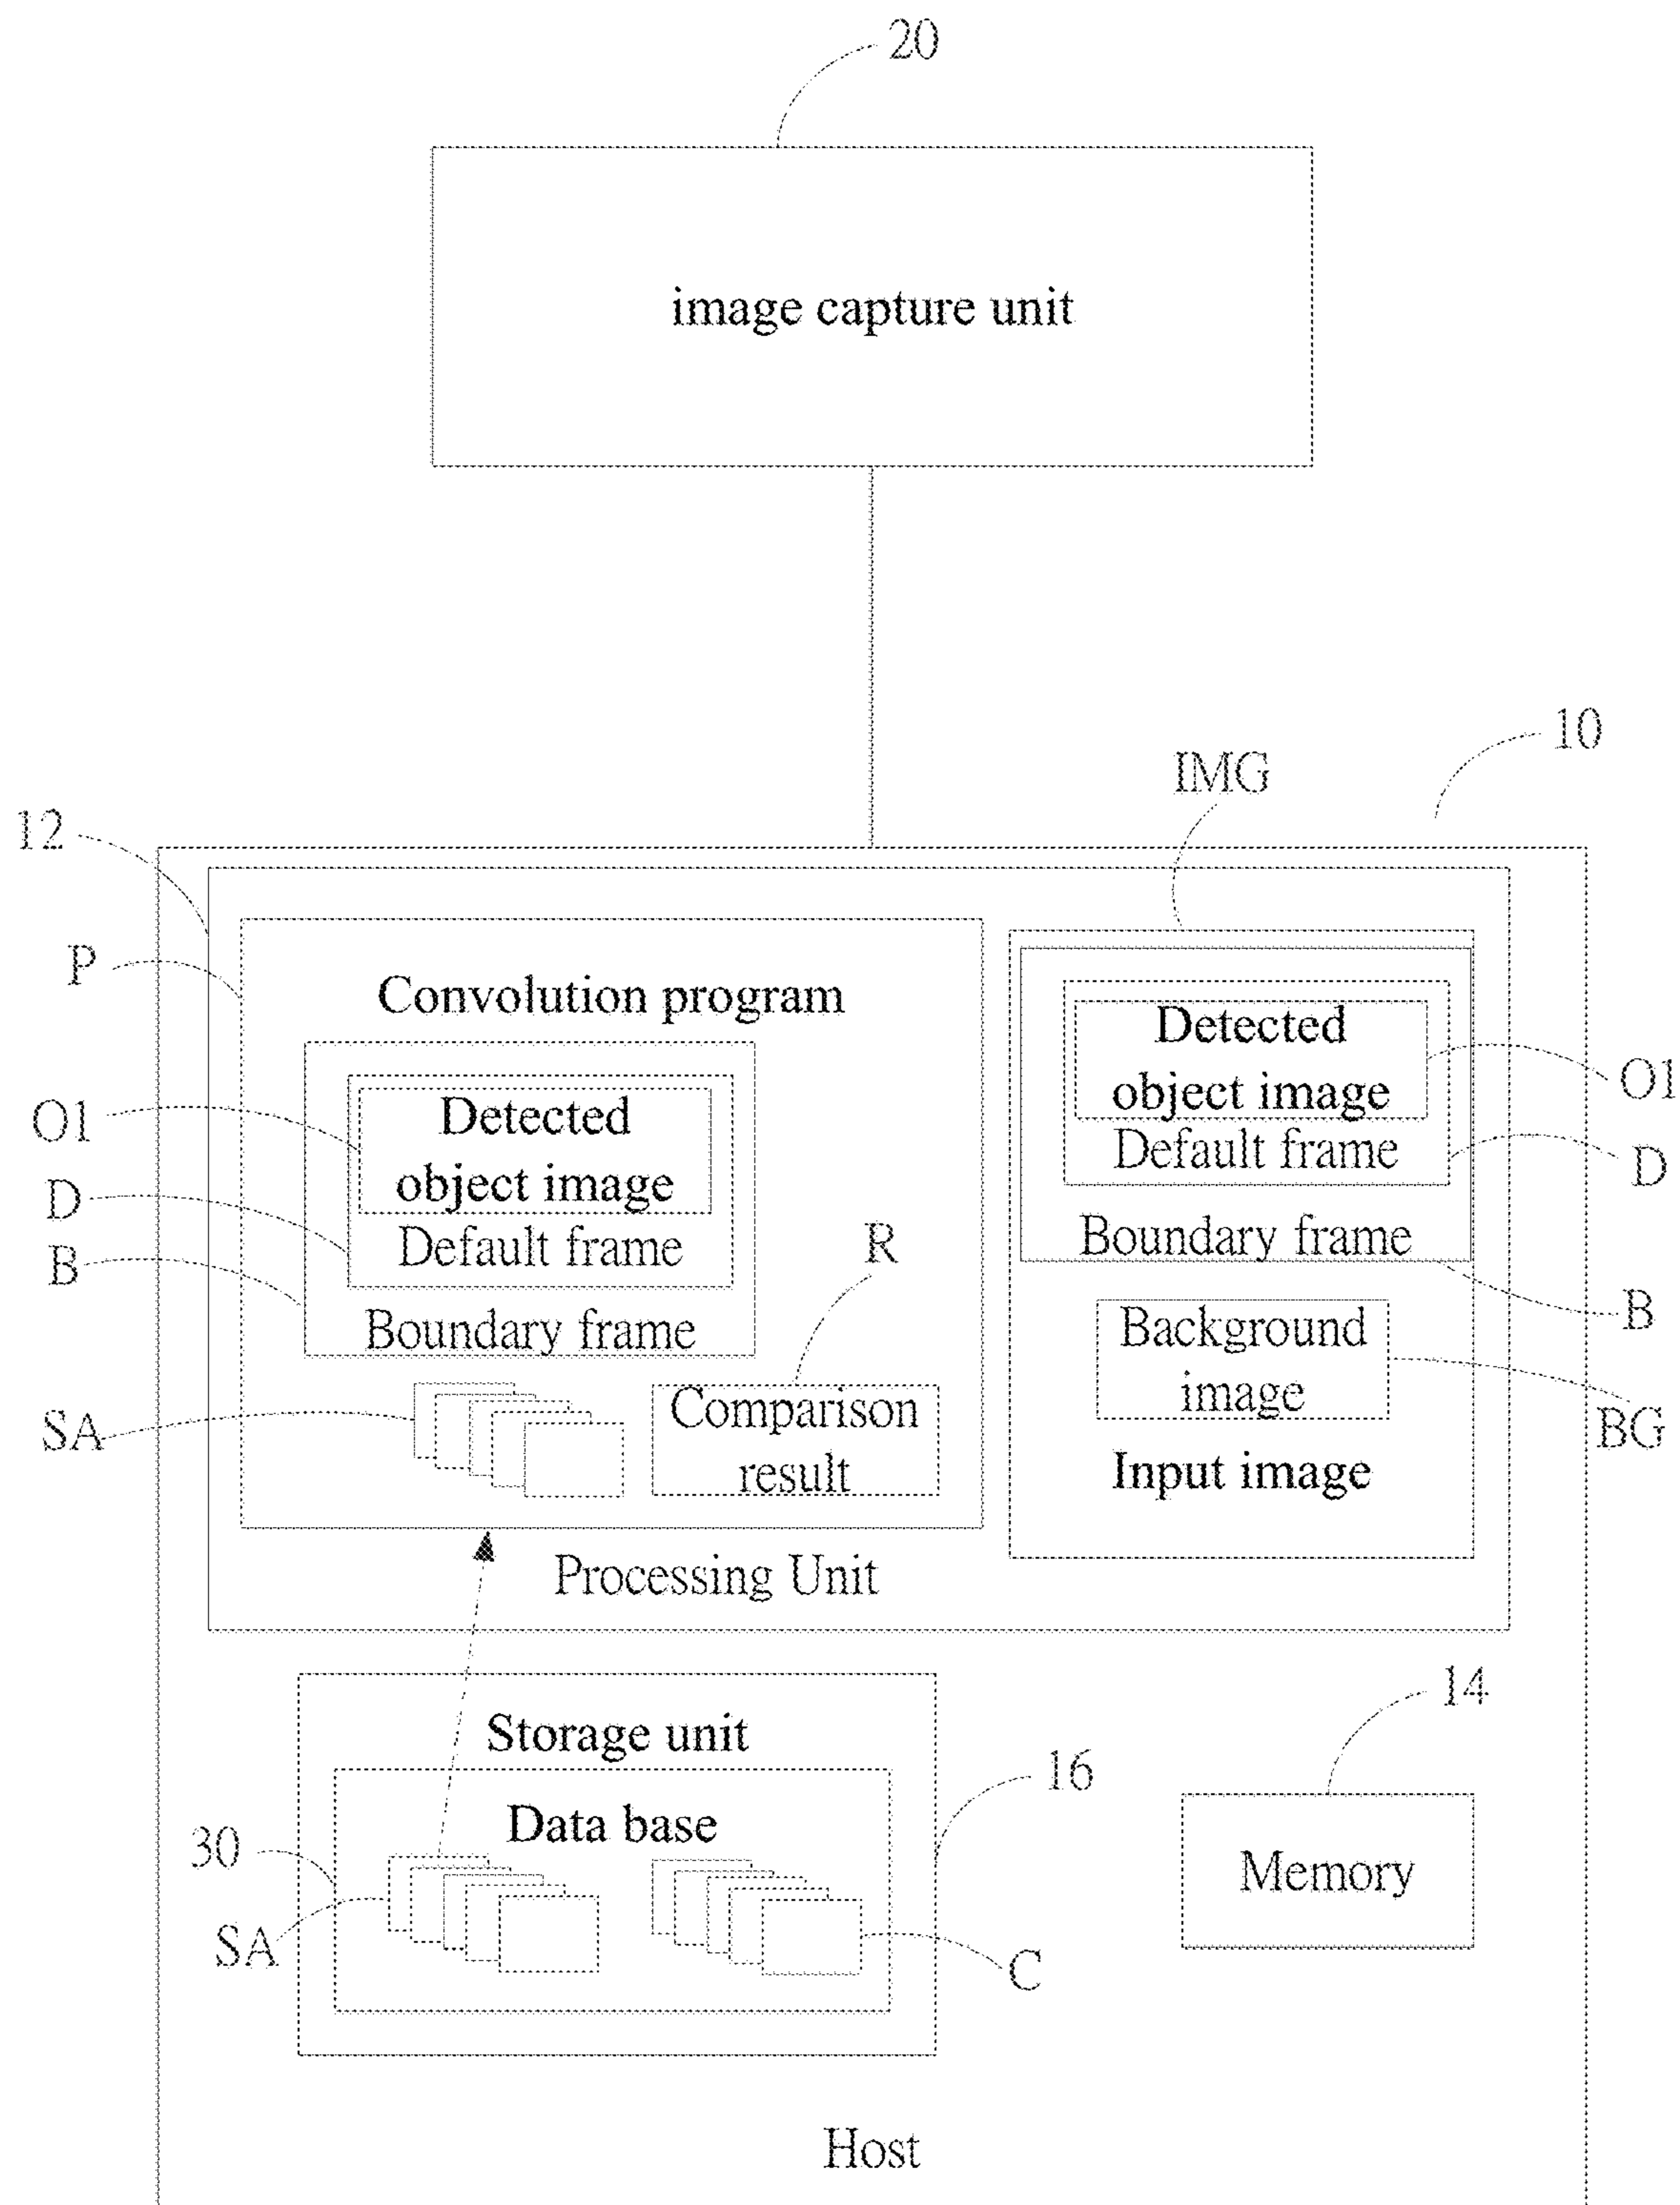 20
image capture unit
10
IMG
12
P
Convolution program
Detected
object image
Default frame
Boundary frame
O1
D
B
R
SA
Comparison
result
Detected
object image
Default frame
Boundary frame
O1
D
B
Background
image
BG
Input image
Processing Unit
Storage unit
16
14
Data base
30
SA
C
Memory
Host